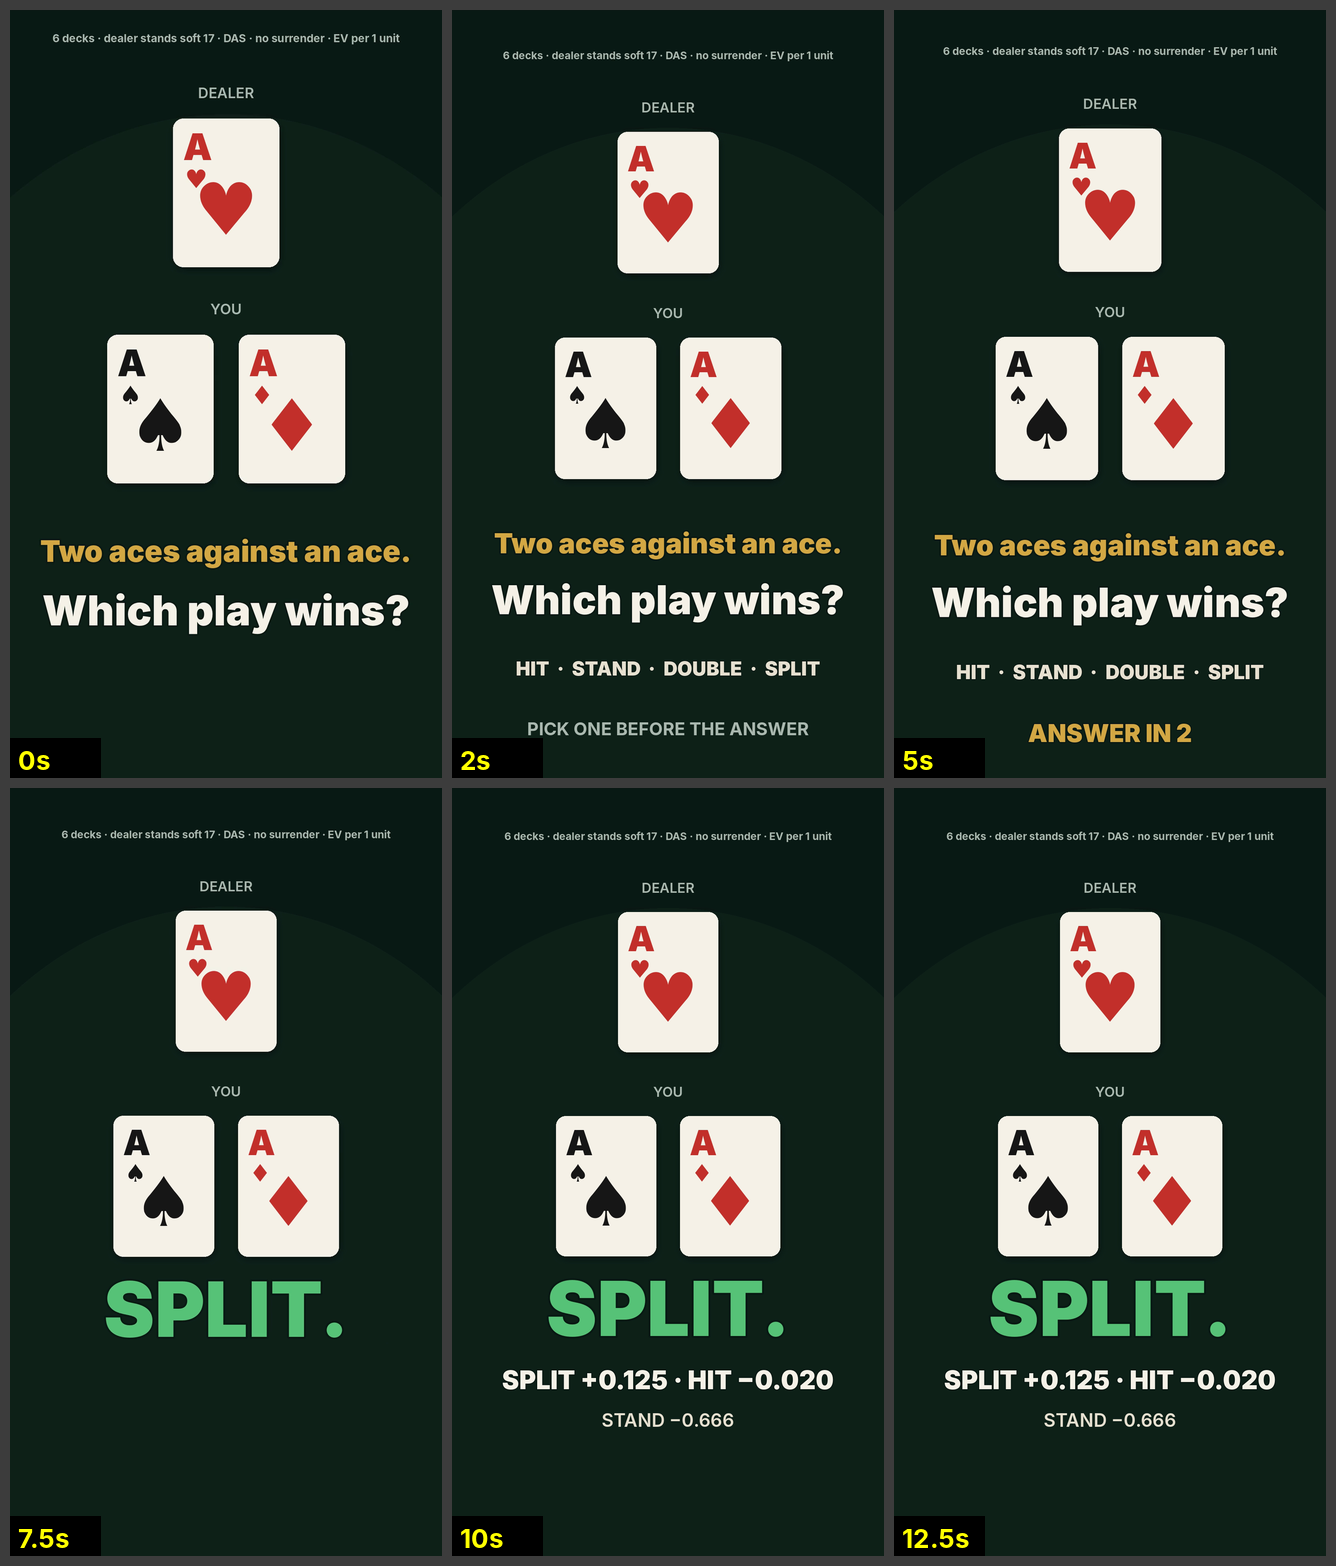 6 decks · dealer stands soft 17 · DAS · no surrender · EV per 1 unit
DEALER
A
YOU
A
A
Two aces against an ace.
Which play wins?
0s
6 decks · dealer stands soft 17 · DAS · no surrender · EV per 1 unit
DEALER
A
YOU
A
A
Two aces against an ace.
Which play wins?
HIT · STAND · DOUBLE · SPLIT
PICK ONE BEFORE THE ANSWER
2s
6 decks · dealer stands soft 17 · DAS · no surrender · EV per 1 unit
DEALER
A
YOU
A
A
Two aces against an ace.
Which play wins?
HIT · STAND · DOUBLE · SPLIT
ANSWER IN 2
5s
6 decks · dealer stands soft 17 · DAS · no surrender · EV per 1 unit
DEALER
A
YOU
A
A
SPLIT.
7.5s
6 decks · dealer stands soft 17 · DAS · no surrender · EV per 1 unit
DEALER
A
YOU
A
A
SPLIT.
SPLIT +0.125 · HIT −0.020
STAND −0.666
10s
6 decks · dealer stands soft 17 · DAS · no surrender · EV per 1 unit
DEALER
A
YOU
A
A
SPLIT.
SPLIT +0.125 · HIT −0.020
STAND −0.666
12.5s